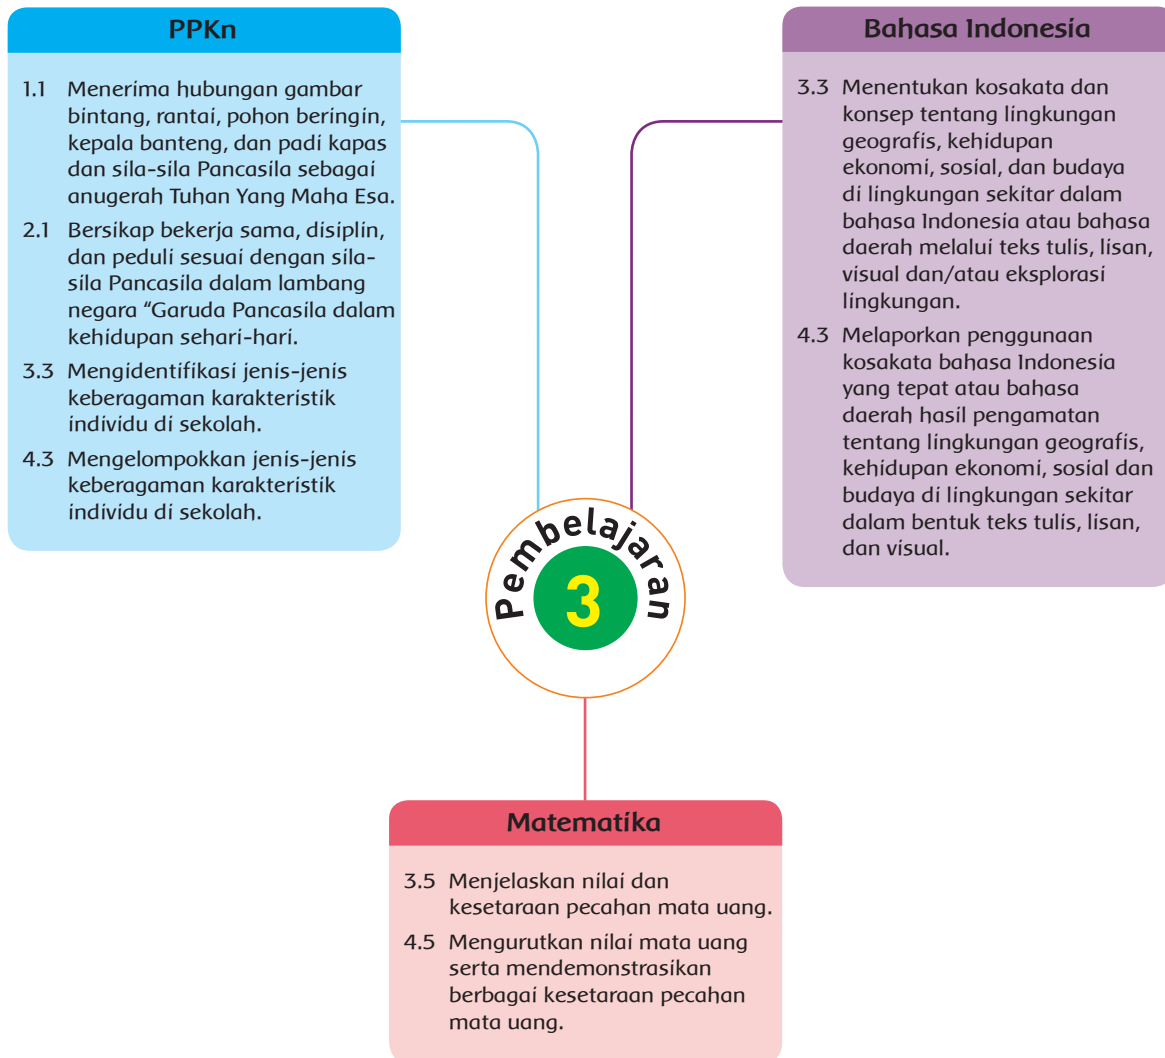 PPKn
1.1 Menerima hubungan gambar
bintang, rantai, pohon beringin,
kepala banteng, dan padi kapas
dan sila-sila Pancasila sebagai
anugerah Tuhan Yang Maha Esa.
2.1 Bersikap bekerja sama, disiplin,
dan peduli sesuai dengan sila-
sila Pancasila dalam lambang
negara “Garuda Pancasila dalam
kehidupan sehari-hari.
3.3 Mengidentifikasi jenis-jenis
keberagaman karakteristik
individu di sekolah.
4.3 Mengelompokkan jenis-jenis
keberagaman karakteristik
individu di sekolah.
Bahasa Indonesia
3.3 Menentukan kosakata dan
konsep tentang lingkungan
geografis, kehidupan
ekonomi, sosial, dan budaya
di lingkungan sekitar dalam
bahasa Indonesia atau bahasa
daerah melalui teks tulis, lisan,
visual dan/atau eksplorasi
lingkungan.
4.3 Melaporkan penggunaan
kosakata bahasa Indonesia
yang tepat atau bahasa
daerah hasil pengamatan
tentang lingkungan geografis,
kehidupan ekonomi, sosial dan
budaya di lingkungan sekitar
dalam bentuk teks tulis, lisan,
dan visual.
Pembelajaran
3
Matematika
3.5 Menjelaskan nilai dan
kesetaraan pecahan mata uang.
4.5 Mengurutkan nilai mata uang
serta mendemonstrasikan
berbagai kesetaraan pecahan
mata uang.